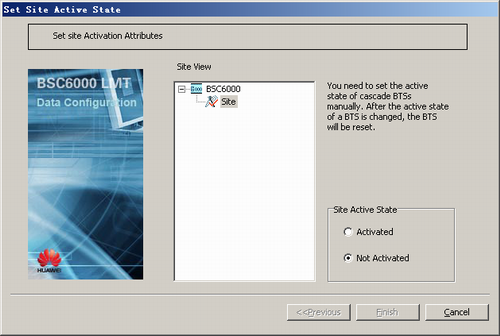 Set Site Active State
Set site Activation Attributes
BSC6000 LMT
Data Configuration
HUAWEI
Site View
BSC6000
Site
You need to set the active
state of cascade BTSs
manually. After the active state
of a BTS is changed, the BTS
will be reset.
Site Active State
Activated
Not Activated
<<Previous
Finish
Cancel